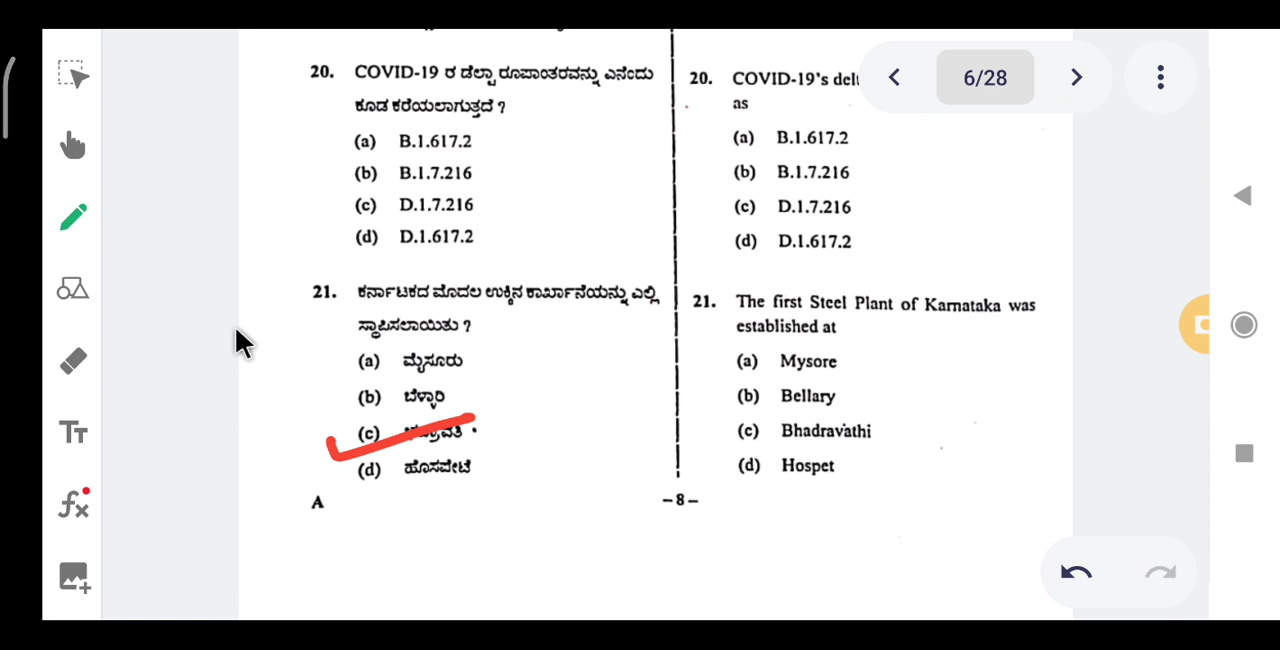 20. COVID-19 ರ ಡೆಲ್ಟಾ ರೂಪಾಂತರವನ್ನು ಏನೆಂದು
ಕೂಡ ಕರೆಯಲಾಗುತ್ತದೆ ?
(a) B.1.617.2
(b) B.1.7.216
(c) D.1.7.216
(d) D.1.617.2
21. ಕರ್ನಾಟಕದ ಮೊದಲ ಉಕ್ಕಿನ ಕಾರ್ಖಾನೆಯನ್ನು ಎಲ್ಲಿ
ಸ್ಥಾಪಿಸಲಾಯಿತು ?
(a) ಮೈಸೂರು
(b) ಬೆಳ್ಳಾರಿ
(c)
(d) ಹೊಸಪೇಟೆ
A
20. COVID-19's
as
(a) B.1.617.2
(b) B.1.7.216
(c) D.1.7.216
(d) D.1.617.2
21. The first Steel Plant of Karnataka was
established at
(a) Mysore
(b) Bellary
(c) Bhadravathi
(d) Hospet
–8–
6/28
TT
fx